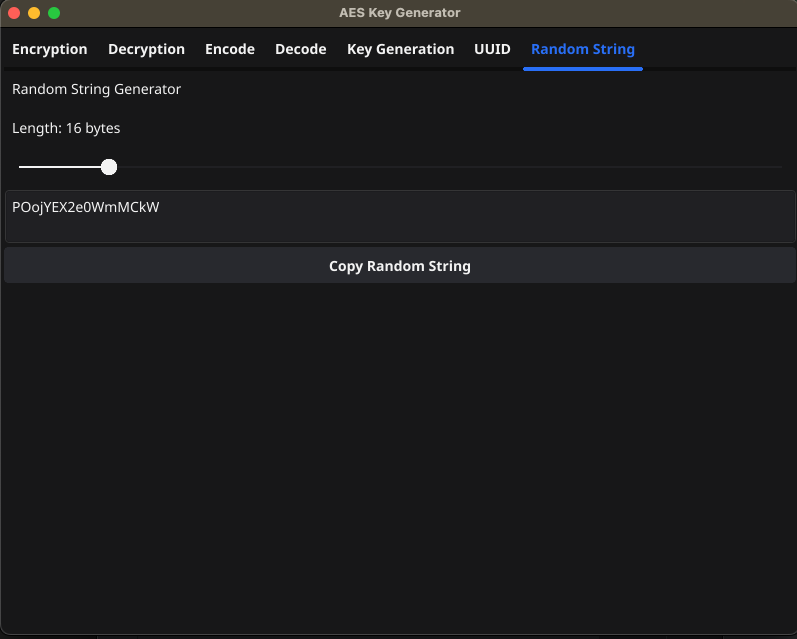 AES Key Generator
Encryption Decryption Encode Decode Key Generation UUID Random String
Random String Generator
Length: 16 bytes
POojYEX2e0WmMCkW
Copy Random String